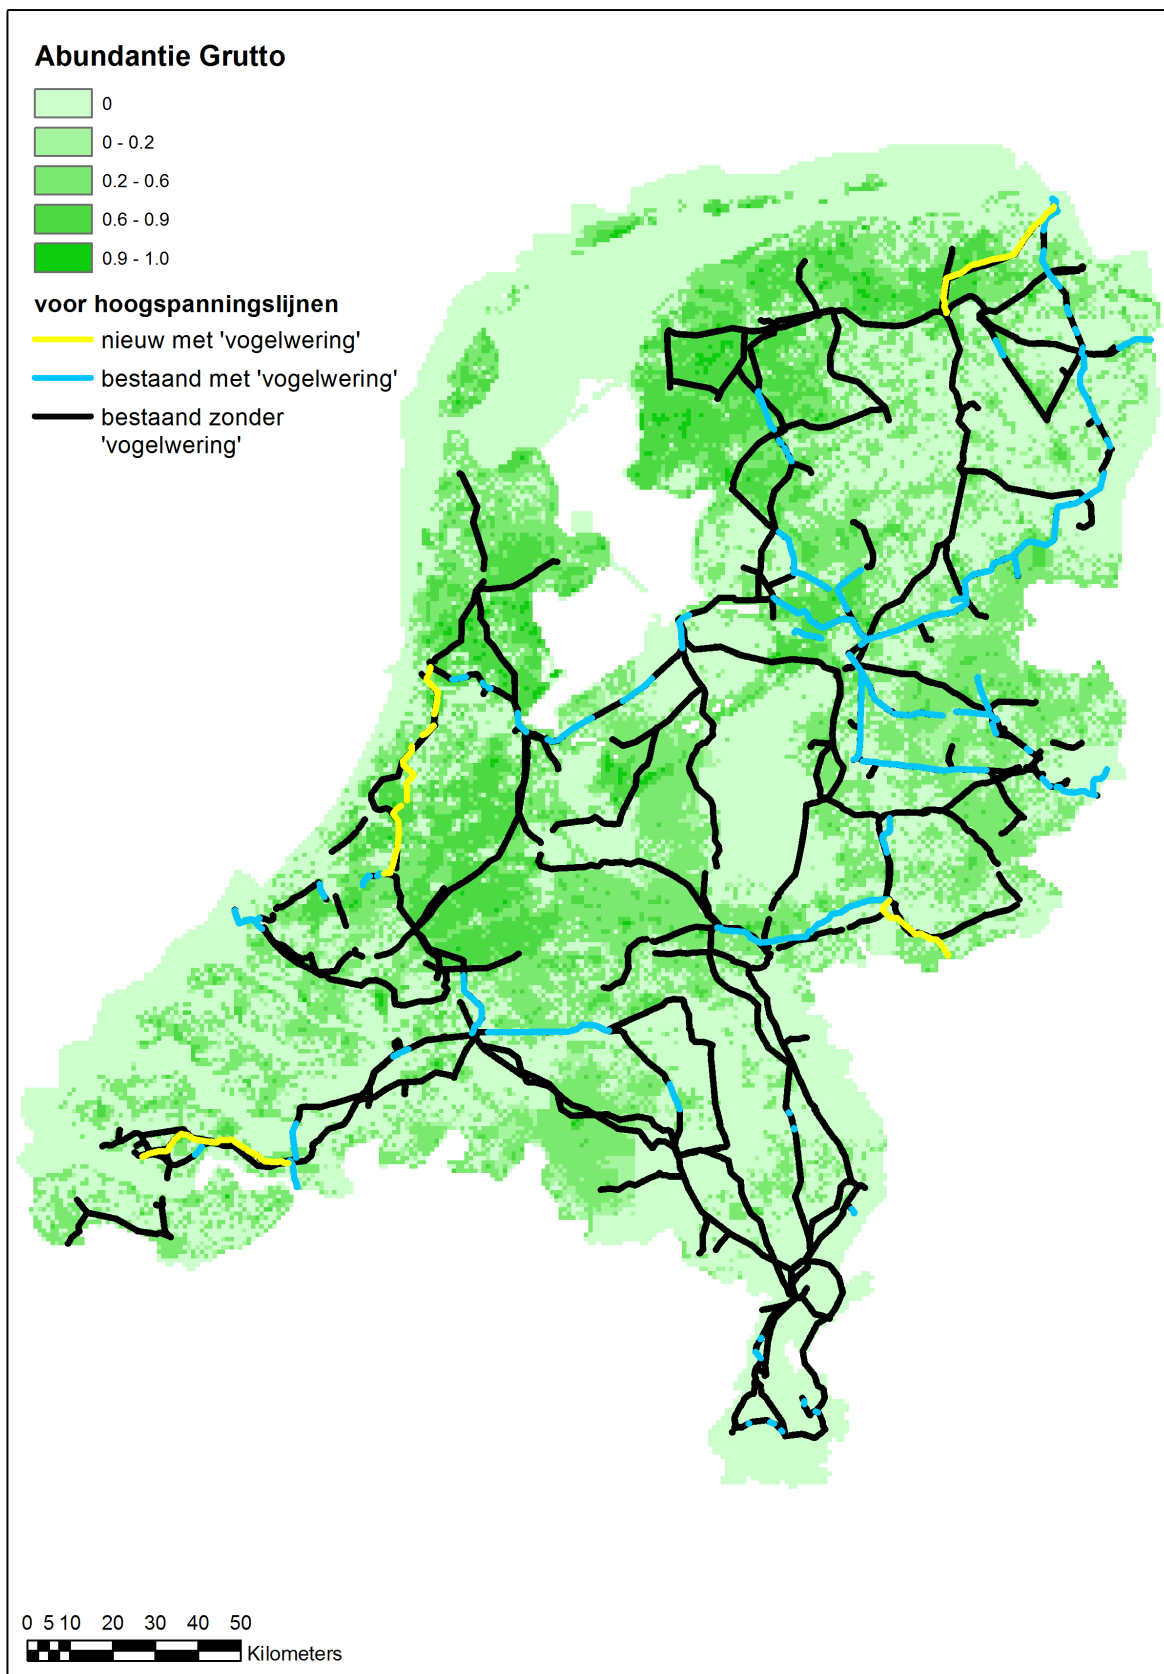 Abundantie Grutto
0
0 - 0.2
0.2 - 0.6
0.6 - 0.9
0.9 - 1.0
voor hoogspanningslijnen
nieuw met 'vogelwering'
bestaand met 'vogelwering'
bestaand zonder
'vogelwering'
0 5 10 20 30 40 50
Kilometers